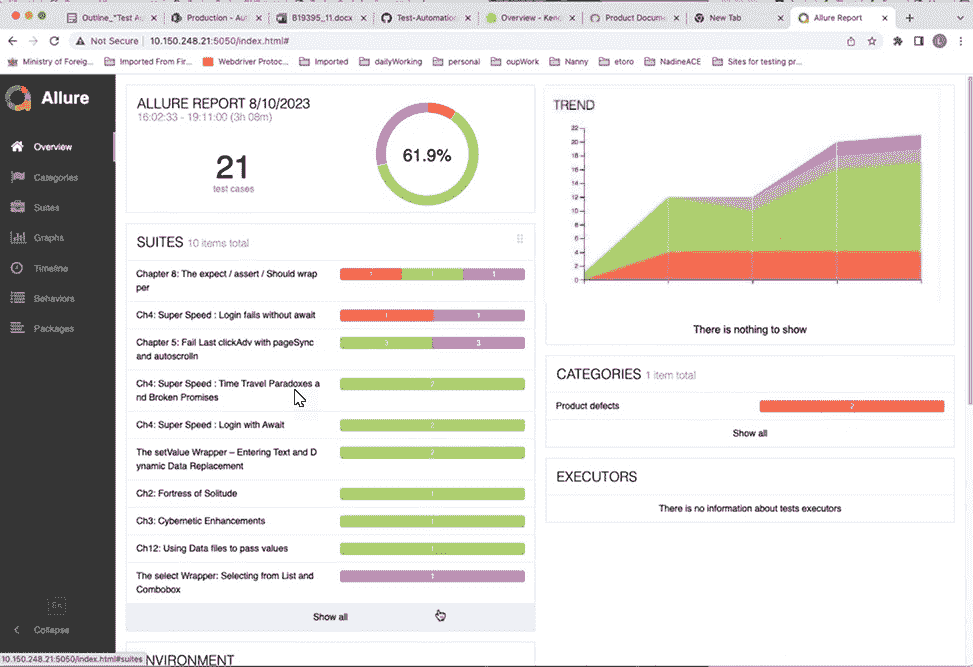 Outline_"Test Au
Production - Aut
B19395_11.docx
Test-Automation
Overview - Kend
Product Docume
New Tab
Allure Report
Not Secure
10.150.248.21:5050/index.html#
Ministry of Foreig...
Imported From Fir...
Webdriver Protoc...
Imported
dailyWorking
personal
oupWork
Nanny
etoro
NadineACE
Sites for testing pr...
Allure
Overview
Categories
Suites
Graphs
Timeline
Behaviors
Packages
En
Collapse
ALLURE REPORT 8/10/2023
16:02:33 - 19:11:00 (3h 08m)
21
test cases
61.9%
SUITES 10 items total
Chapter 8: The expect / assert / Should wrap
per
1 1 1
Ch4: Super Speed : Login fails without await
1 1
Chapter 5: Fail Last clickAdv with pageSync
and autoscrolln
3 3
Ch4: Super Speed : Time Travel Paradoxes a
nd Broken Promises
2
Ch4: Super Speed : Login with Await
2
The setValue Wrapper – Entering Text and D
ynamic Data Replacement
2
Ch2: Fortress of Solitude
1
Ch3: Cybernetic Enhancements
1
Ch12: Using Data files to pass values
1
The select Wrapper: Selecting from List and
Combobox
1
Show all
NVIRONMENT
10.150.248.21:5050/index.html#suites
TREND
22
20
18
16
14
12
10
8
6
4
2
0
There is nothing to show
CATEGORIES 1 item total
Product defects
2
Show all
EXECUTORS
There is no information about tests executors